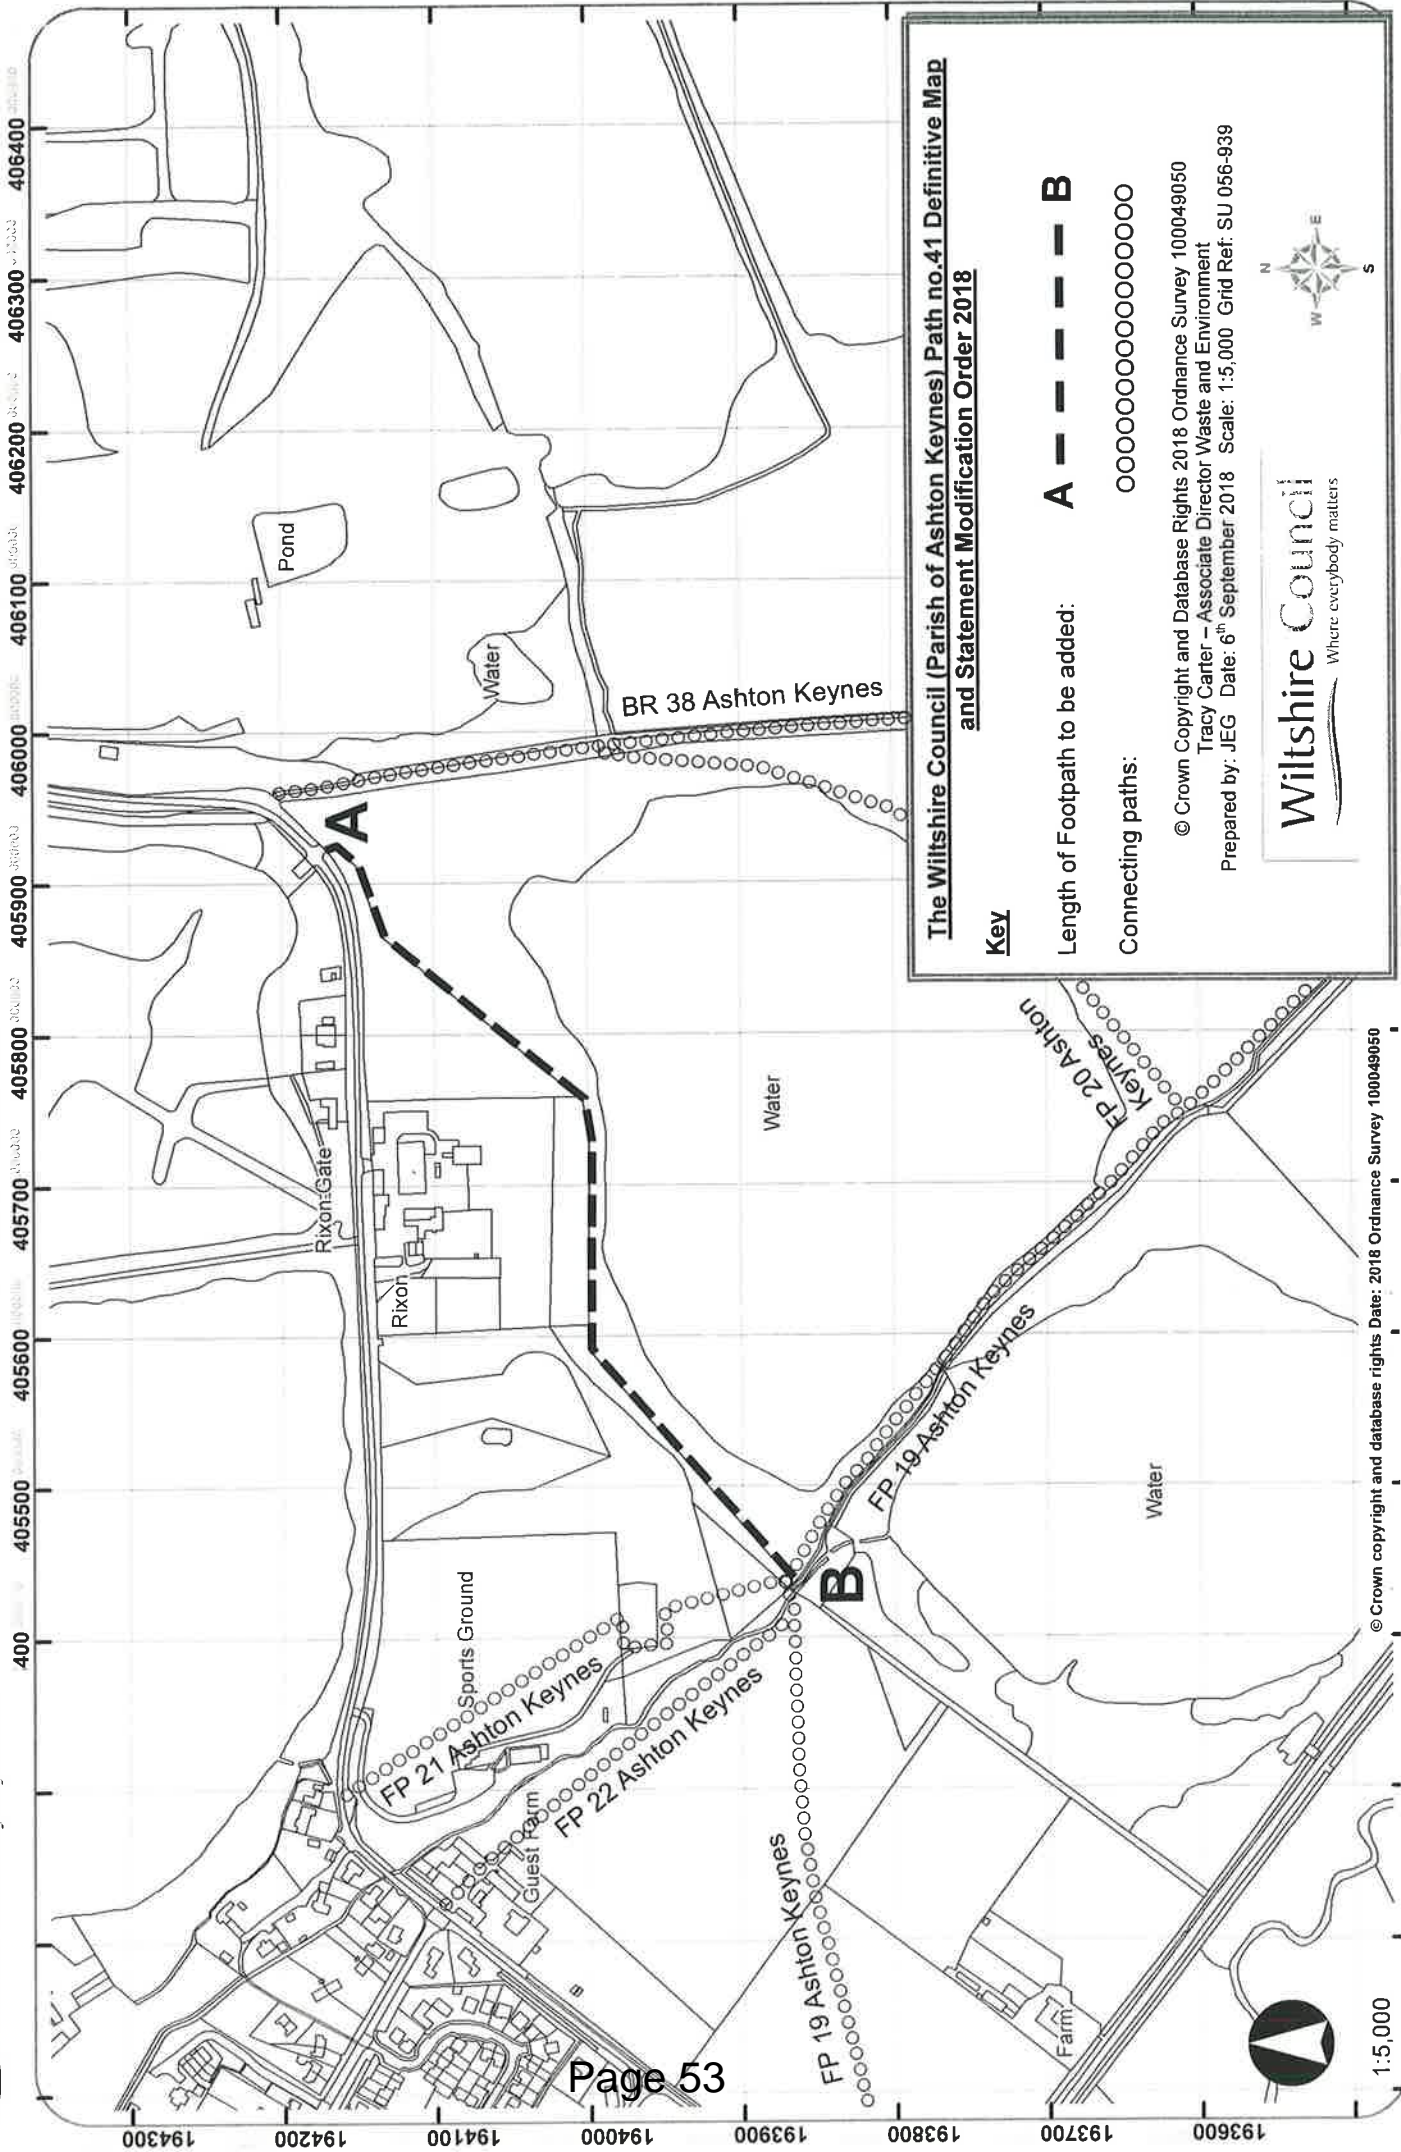 406400
406300
406200
406100
406000
405900
405800
405700
405600
405500
400
194300
194200
194100
194000
193900
193800
193700
193600
Pond
Water
BR 38 Ashton Keynes
A
Rixon Gate
Rixon
Water
FP 20 Ashton
Keynes
Sports Ground
FP 21 Ashton Keynes
FP 22 Ashton Keynes
Guest Farm
B
FP 19 Ashton Keynes
Water
FP 19 Ashton Keynes
Farm
The Wiltshire Council (Parish of Ashton Keynes) Path no.41 Definitive Map
and Statement Modification Order 2018
Key
Length of Footpath to be added: A B
Connecting paths: OOOOOOOOOOOOOOOOO
© Crown Copyright and Database Rights 2018 Ordnance Survey 100049050
Tracy Carter – Associate Director Waste and Environment
Prepared by: JEG Date: 6th September 2018 Scale: 1:5,000 Grid Ref: SU 056-939
Wiltshire Council
Where everybody matters
N
E
S
W
© Crown copyright and database rights Date: 2018 Ordnance Survey 100049050
1:5,000
Page 53